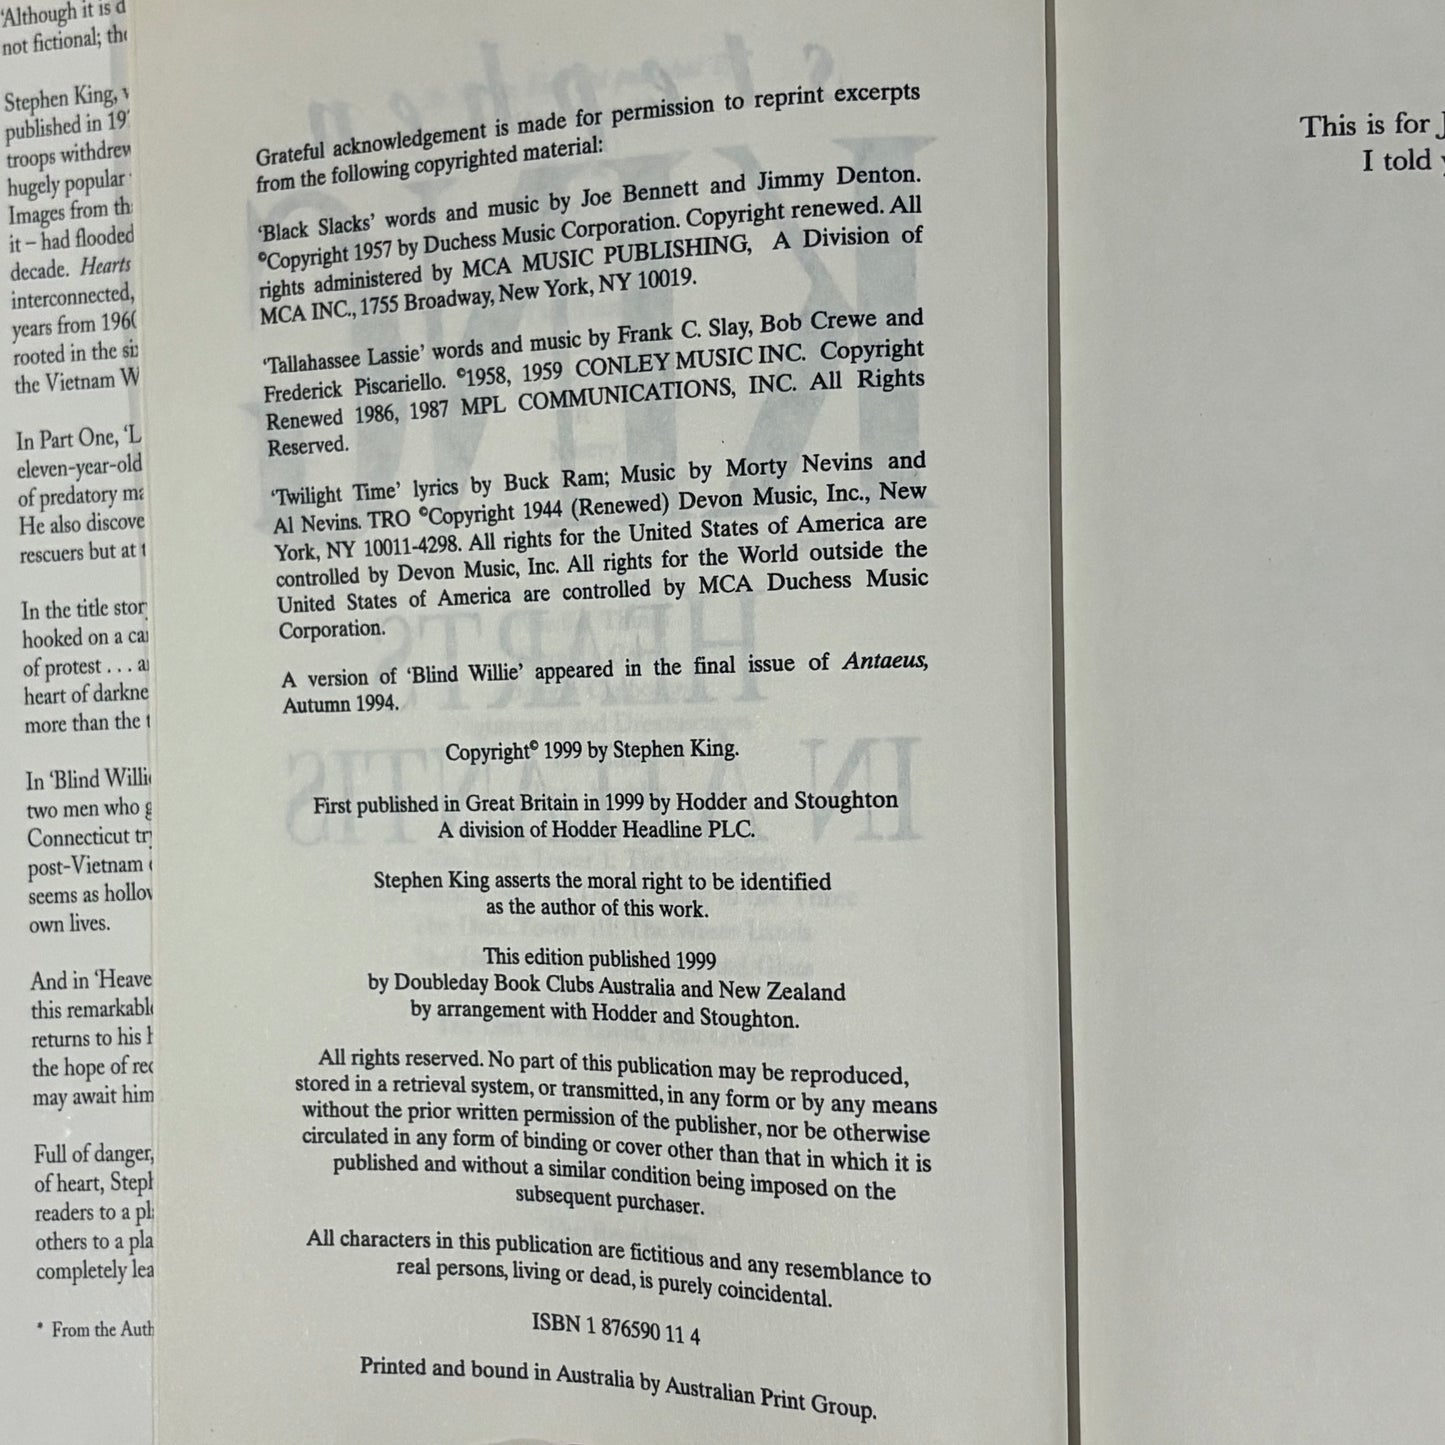 'Although it is
not fictional;
Stephen King,
published in
troops withdrew
hugely popular
Images from
it – had flooded
decade. Hearts
interconnected,
years from
rooted in the
the Vietnam
In Part One,
eleven-year-old
of predatory
He also
rescuers but at
In the title
hooked on a
of protest . . .
heart of
more than the
In 'Blind
two men who
Connecticut
post-Vietnam
seems as
own lives.
And in
this
returns to his
the hope of
may await him
Full of danger,
of heart,
readers to a
others to a
completely
* From the
Grateful acknowledgement is made for permission to reprint excerpts
from the following copyrighted material:
'Black Slacks' words and music by Joe Bennett and Jimmy Denton.
©Copyright 1957 by Duchess Music Corporation. Copyright renewed. All
rights administered by MCA MUSIC PUBLISHING, A Division of
MCA INC., 1755 Broadway, New York, NY 10019.
'Tallahassee Lassie' words and music by Frank C. Slay, Bob Crewe and
Frederick Piscariello. ©1958, 1959 CONLEY MUSIC INC. Copyright
Renewed 1986, 1987 MPL COMMUNICATIONS, INC. All Rights
Reserved.
'Twilight Time' lyrics by Buck Ram; Music by Morty Nevins and
Al Nevins. TRO ©Copyright 1944 (Renewed) Devon Music, Inc., New
York, NY 10011-4298. All rights for the United States of America are
controlled by Devon Music, Inc. All rights for the World outside the
United States of America are controlled by MCA Duchess Music
Corporation.
A version of 'Blind Willie' appeared in the final issue of Antaeus,
Autumn 1994.
Copyright© 1999 by Stephen King.
First published in Great Britain in 1999 by Hodder and Stoughton
A division of Hodder Headline PLC.
Stephen King asserts the moral right to be identified
as the author of this work.
This edition published 1999
by Doubleday Book Clubs Australia and New Zealand
by arrangement with Hodder and Stoughton.
All rights reserved. No part of this publication may be reproduced,
stored in a retrieval system, or transmitted, in any form or by any means
without the prior written permission of the publisher, nor be otherwise
circulated in any form of binding or cover other than that in which it is
published and without a similar condition being imposed on the
subsequent purchaser.
All characters in this publication are fictitious and any resemblance to
real persons, living or dead, is purely coincidental.
ISBN 1 876590 11 4
Printed and bound in Australia by Australian Print Group.
This is for
I told